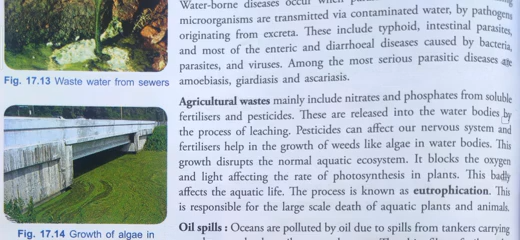 Water-borne diseases occur when
microorganisms are transmitted via contaminated water, by pathogens
originating from excreta. These include typhoid, intestinal parasites,
and most of the enteric and diarrhoeal diseases caused by bacteria,
parasites, and viruses. Among the most serious parasitic diseases are
amoebiasis, giardiasis and ascariasis.
Fig. 17.13 Waste water from sewers
Agricultural wastes mainly include nitrates and phosphates from soluble
fertilisers and pesticides. These are released into the water bodies by
the process of leaching. Pesticides can affect our nervous system and
fertilisers help in the growth of weeds like algae in water bodies. This
growth disrupts the normal aquatic ecosystem. It blocks the oxygen
and light affecting the rate of photosynthesis in plants. This badly
affects the aquatic life. The process is known as eutrophication. This
is responsible for the large scale death of aquatic plants and animals.
Fig. 17.14 Growth of algae in
Oil spills : Oceans are polluted by oil due to spills from tankers carrying